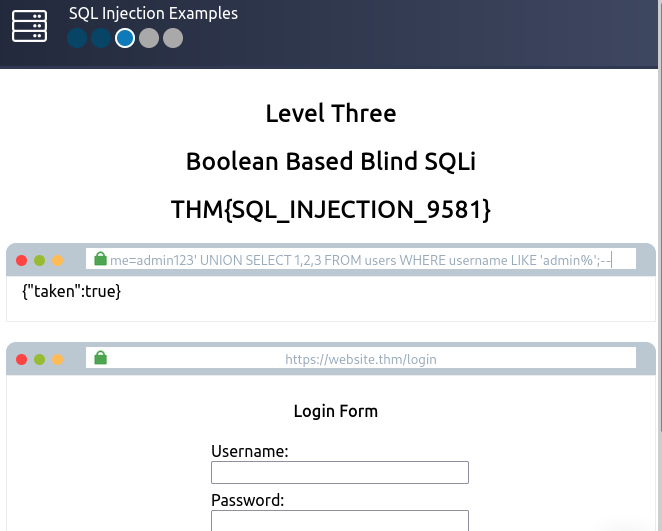 SQL Injection Examples
Level Three
Boolean Based Blind SQLi
THM{SQL_INJECTION_9581}
me=admin123' UNION SELECT 1,2,3 FROM users WHERE username LIKE 'admin%';--
{"taken":true}
https://website.thm/login
Login Form
Username:
Password: